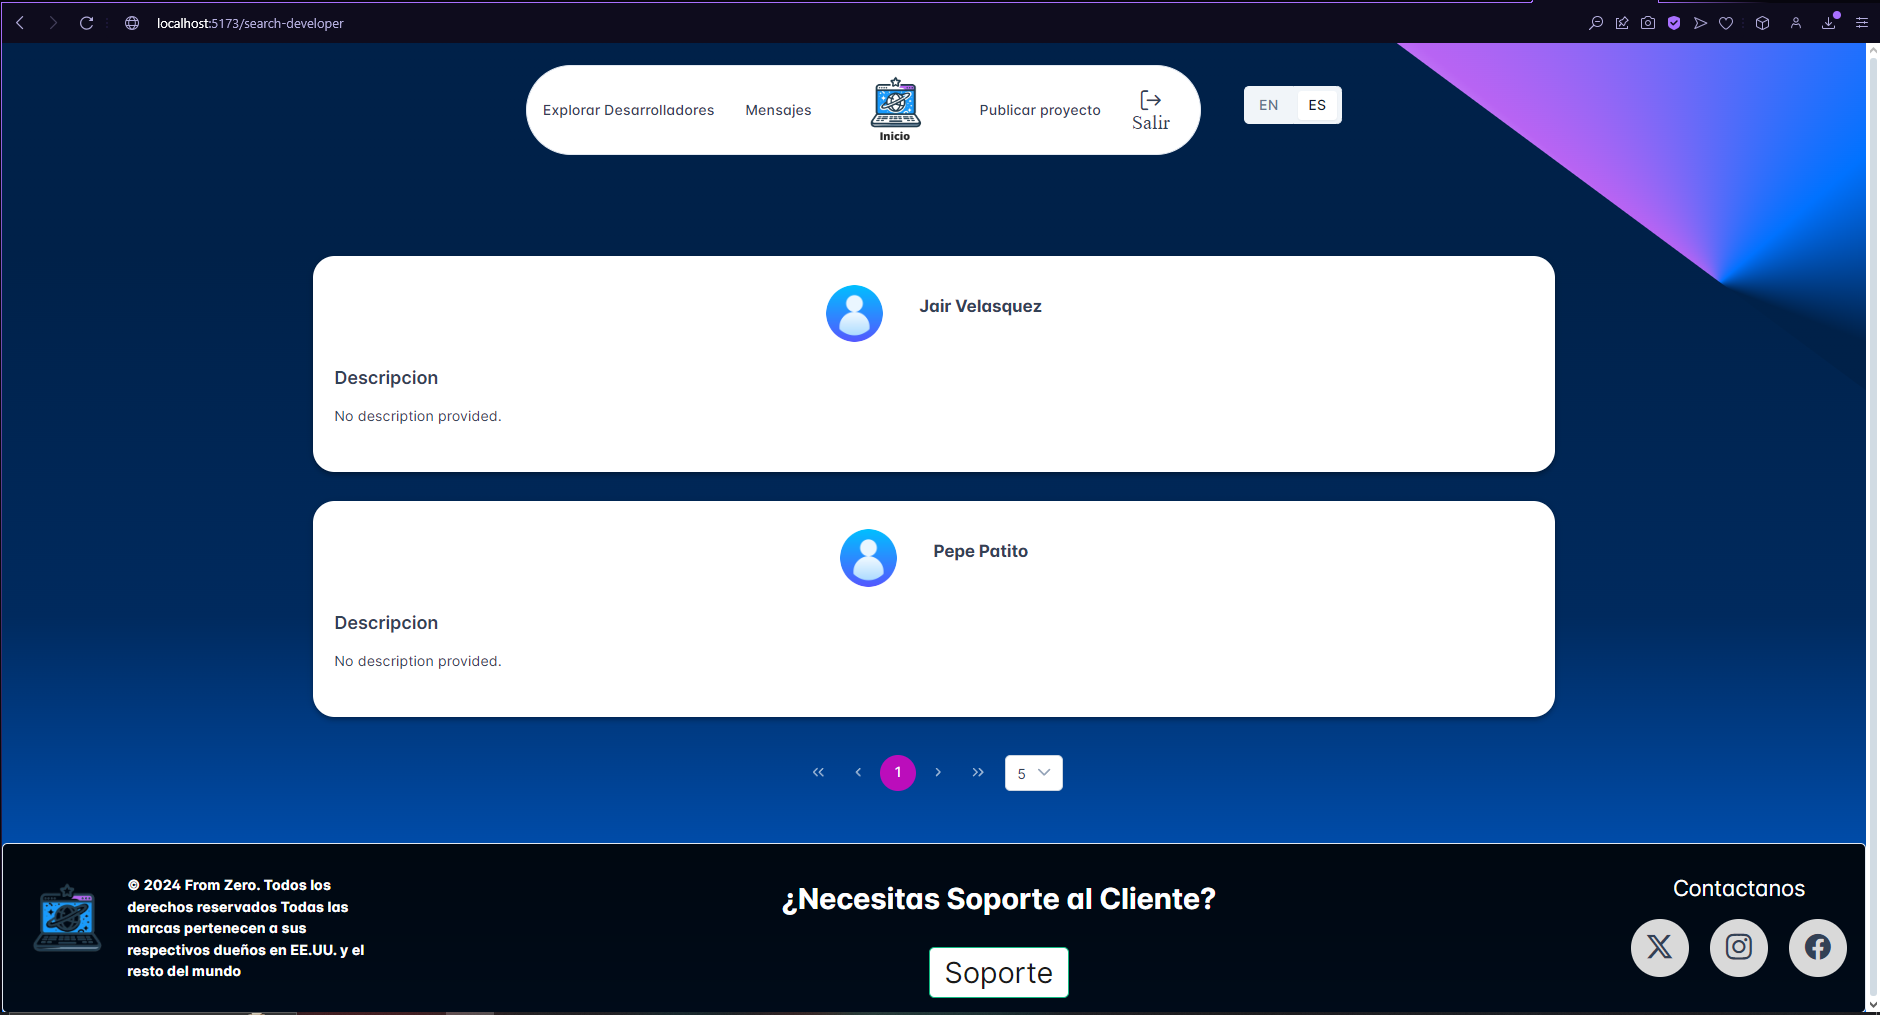 localhost:5173/search-developer
Explorar Desarrolladores
Mensajes
Inicio
Publicar proyecto
Salir
EN
ES
Jair Velasquez
Descripcion
No description provided.
Pepe Patito
Descripcion
No description provided.
« ‹ 1 › »
5
© 2024 From Zero. Todos los
derechos reservados Todas las
marcas pertenecen a sus
respectivos dueños en EE.UU. y el
resto del mundo
¿Necesitas Soporte al Cliente?
Soporte
Contactanos